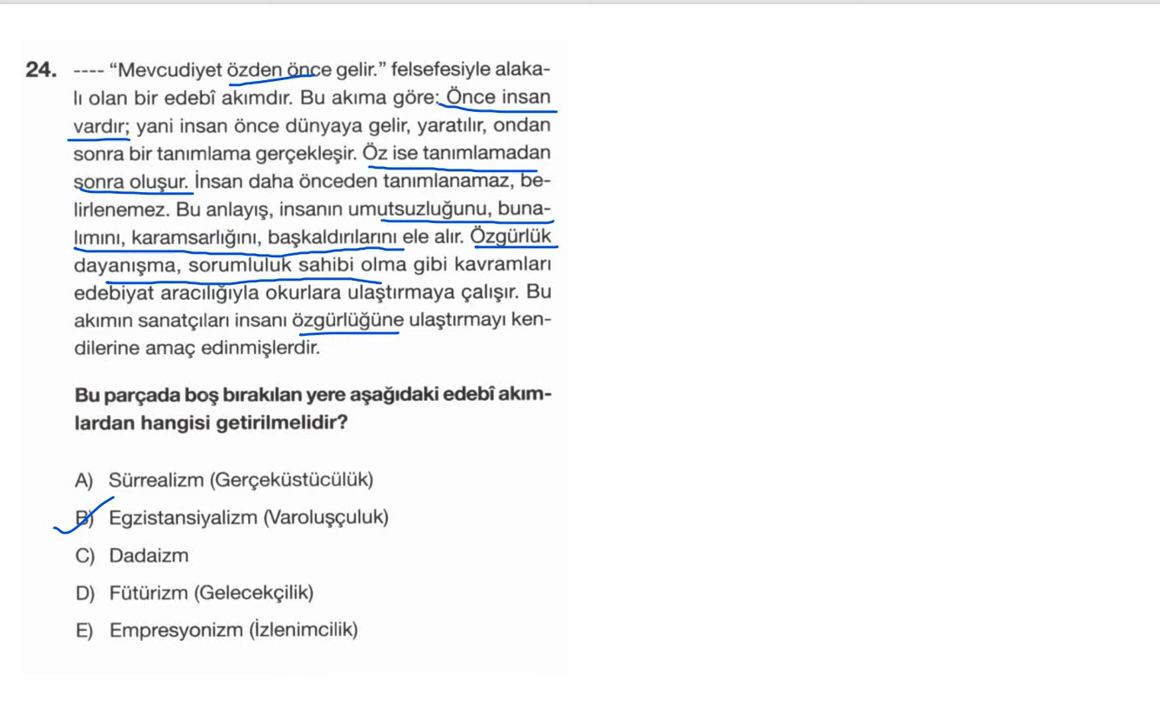 24. ---- “Mevcudiyet özden önce gelir.” felsefesiyle alaka-
lı olan bir edebî akımdır. Bu akıma göre: Önce insan
vardır; yani insan önce dünyaya gelir, yaratılır, ondan
sonra bir tanımlama gerçekleşir. Öz ise tanımlamadan
sonra oluşur. İnsan daha önceden tanımlanamaz, be-
lirlenemez. Bu anlayış, insanın umutsuzluğunu, buna-
lımını, karamsarlığını, başkaldırılarını ele alır. Özgürlük
dayanışma, sorumluluk sahibi olma gibi kavramları
edebiyat aracılığıyla okurlara ulaştırmaya çalışır. Bu
akımın sanatçıları insanı özgürlüğüne ulaştırmayı ken-
dilerine amaç edinmişlerdir.
Bu parçada boş bırakılan yere aşağıdaki edebî akım-
lardan hangisi getirilmelidir?
A) Sürrealizm (Gerçeküstücülük)
B) Egzistansiyalizm (Varoluşçuluk)
C) Dadaizm
D) Fütürizm (Gelecekçilik)
E) Empresyonizm (İzlenimcilik)